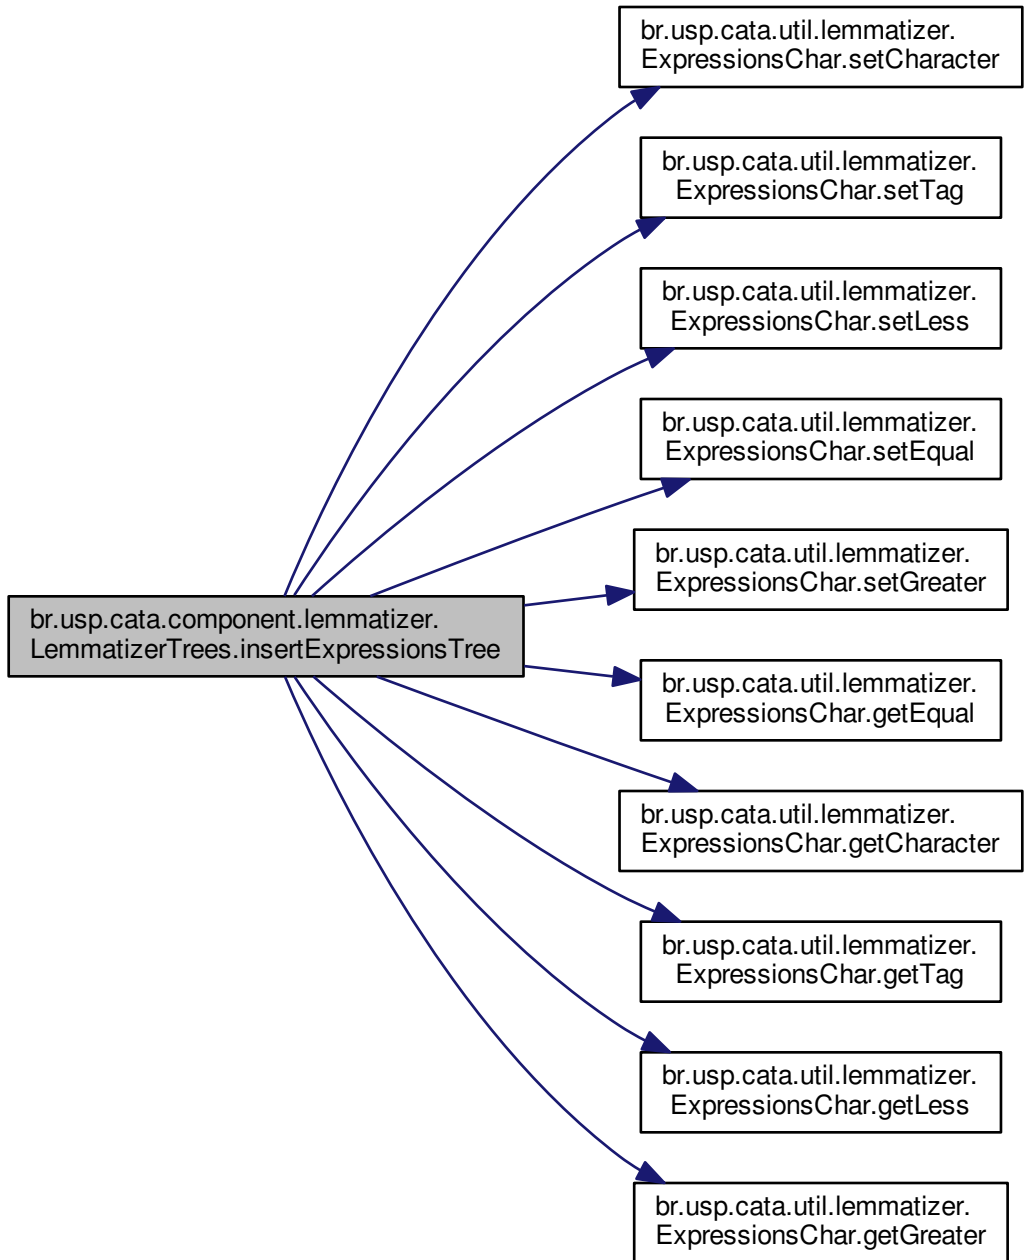 br.usp.cata.util.lemmatizer.
ExpressionsChar.setCharacter
br.usp.cata.util.lemmatizer.
ExpressionsChar.setTag
br.usp.cata.util.lemmatizer.
ExpressionsChar.setLess
br.usp.cata.util.lemmatizer.
ExpressionsChar.setEqual
br.usp.cata.util.lemmatizer.
ExpressionsChar.setGreater
br.usp.cata.component.lemmatizer.
LemmatizerTrees.insertExpressionsTree
br.usp.cata.util.lemmatizer.
ExpressionsChar.getEqual
br.usp.cata.util.lemmatizer.
ExpressionsChar.getCharacter
br.usp.cata.util.lemmatizer.
ExpressionsChar.getTag
br.usp.cata.util.lemmatizer.
ExpressionsChar.getLess
br.usp.cata.util.lemmatizer.
ExpressionsChar.getGreater